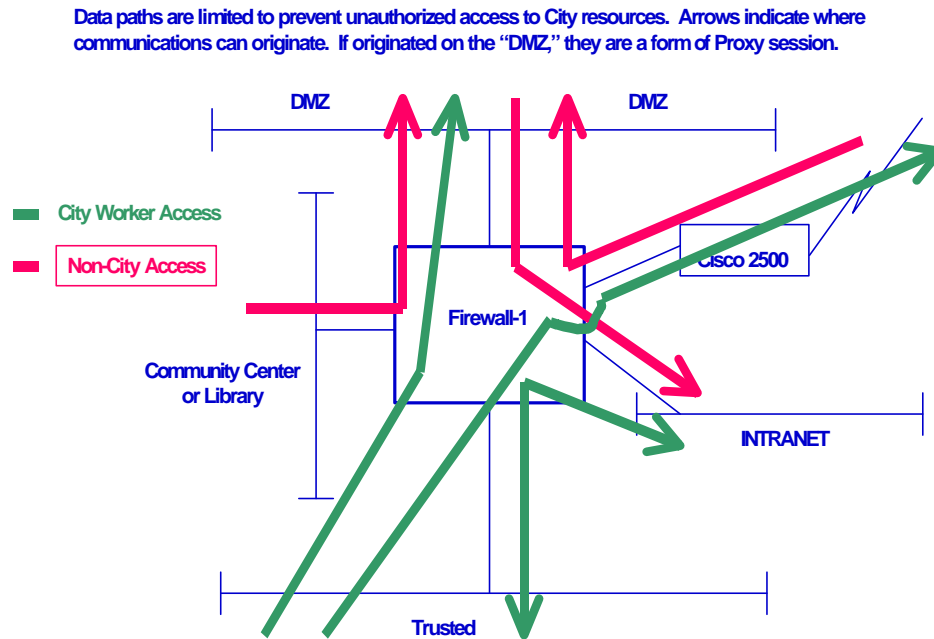 Data paths are limited to prevent unauthorized access to City resources.  Arrows indicate where
communications can originate.  If originated on the “DMZ,” they are a form of Proxy session.
DMZ
DMZ
City Worker Access
Non-City Access
Cisco 2500
Firewall-1
Community Center
or Library
INTRANET
Trusted